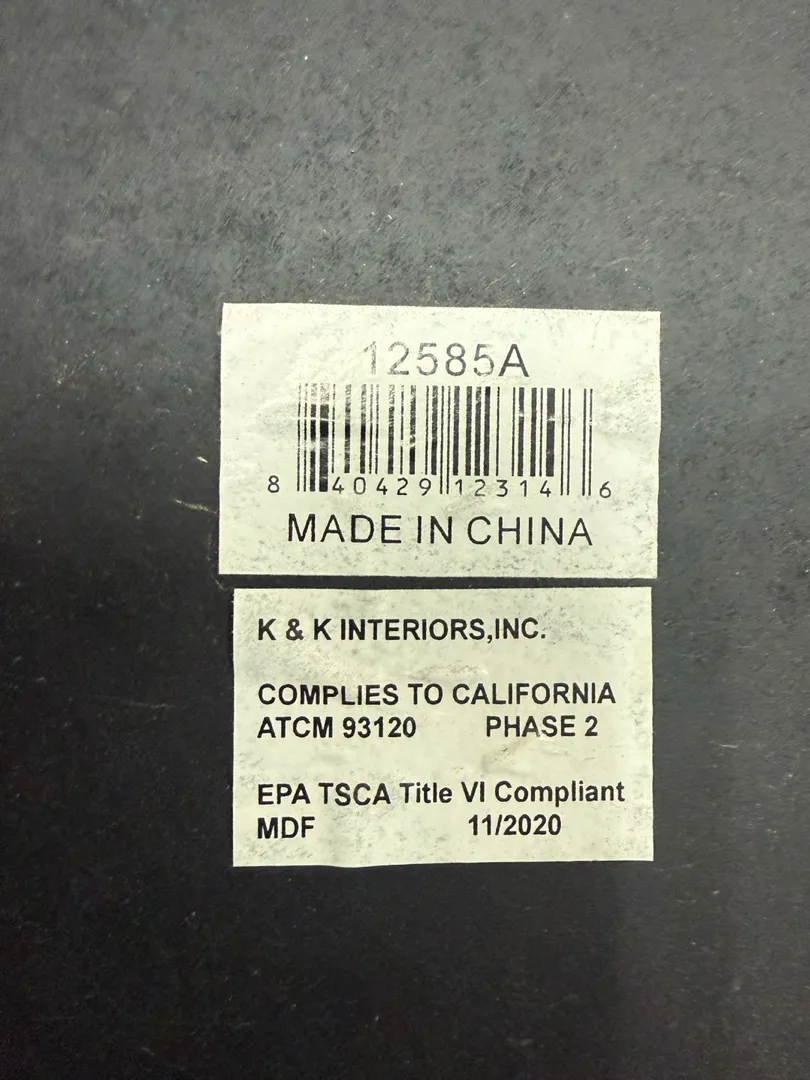 12585A
8 40429 12314 6
MADE IN CHINA
K & K INTERIORS,INC.
COMPLIES TO CALIFORNIA
ATCM 93120 PHASE 2
EPA TSCA Title VI Compliant
MDF 11/2020